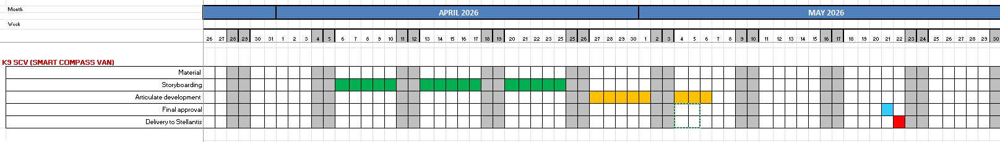 Month
APRIL 2026 MAY 2026
Week
26 27 28 29 30 31 1 2 3 4 5 6 7 8 9 10 11 12 13 14 15 16 17 18 19 20 21 22 23 25 25 26 27 28 29 30 1 2 3 4 5 6 7 8 9 10 11 12 13 14 15 16 17 18 19 20 21 22 23 24 25 26 27 28 29 30
K9 SCV (SMART COMPASS VAN)
Material
Storyboarding
Articulate development
Final approval
Delivery to Stellantis